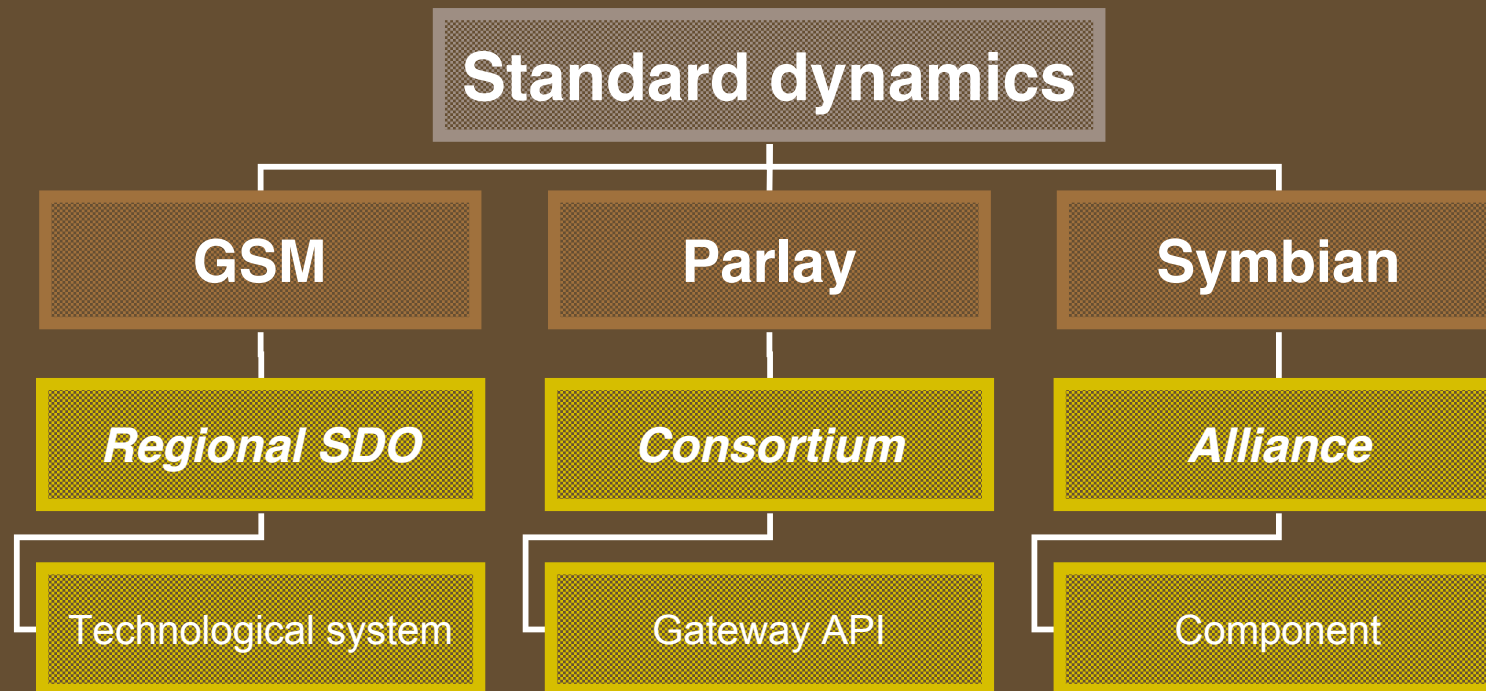 Standard dynamics
GSM
Parlay
Symbian
Regional SDO
Consortium
Alliance
Technological system
Gateway API
Component